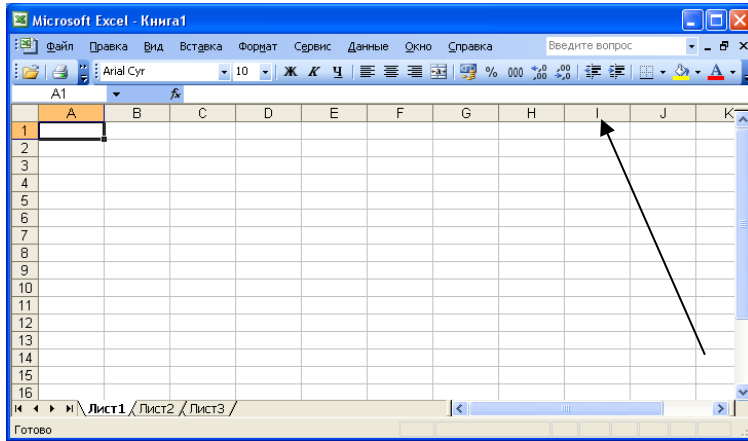 Microsoft Excel - Книга1
Файл Правка Вид Вставка Формат Сервис Данные Окно Справка Введите вопрос
Arial Cyr 10 Ж К Ч % 000
A1 fx
A B C D E F G H I J K
1
2
3
4
5
6
7
8
9
10
11
12
13
14
15
16
Лист1 Лист2 Лист3
Готово